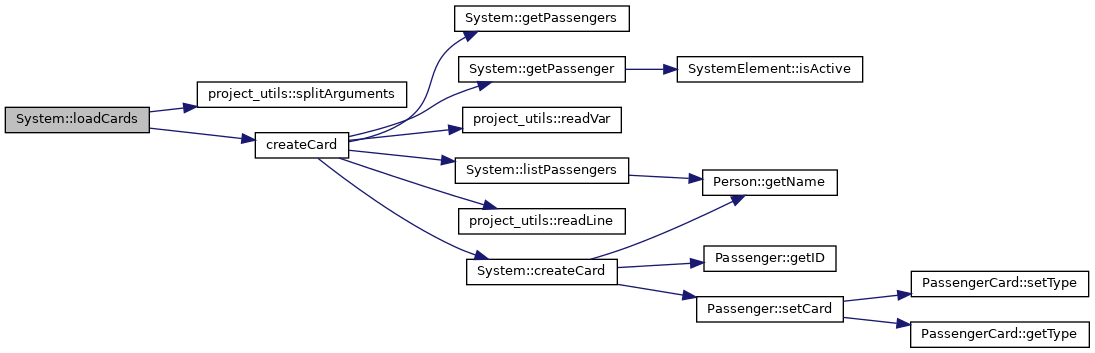 System::getPassengers
System::getPassenger
SystemElement::isActive
project_utils::splitArguments
System::loadCards
project_utils::readVar
createCard
System::listPassengers
Person::getName
project_utils::readLine
Passenger::getID
System::createCard
PassengerCard::setType
Passenger::setCard
PassengerCard::getType